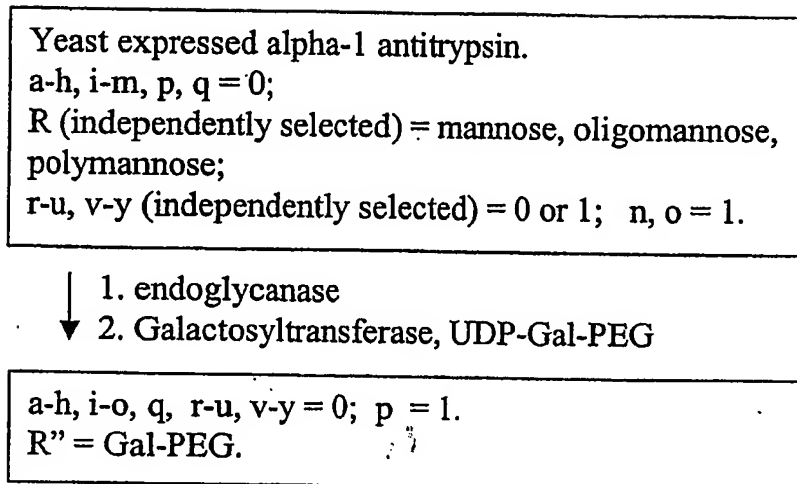 Yeast expressed alpha-1 antitrypsin.
a-h, i-m, p, q = 0;
R (independently selected) = mannose, oligomannose,
polymannose;
r-u, v-y (independently selected) = 0 or 1; n, o = 1.
1. endoglycanase
2. Galactosyltransferase, UDP-Gal-PEG
a-h, i-o, q, r-u, v-y = 0; p = 1.
R” = Gal-PEG.